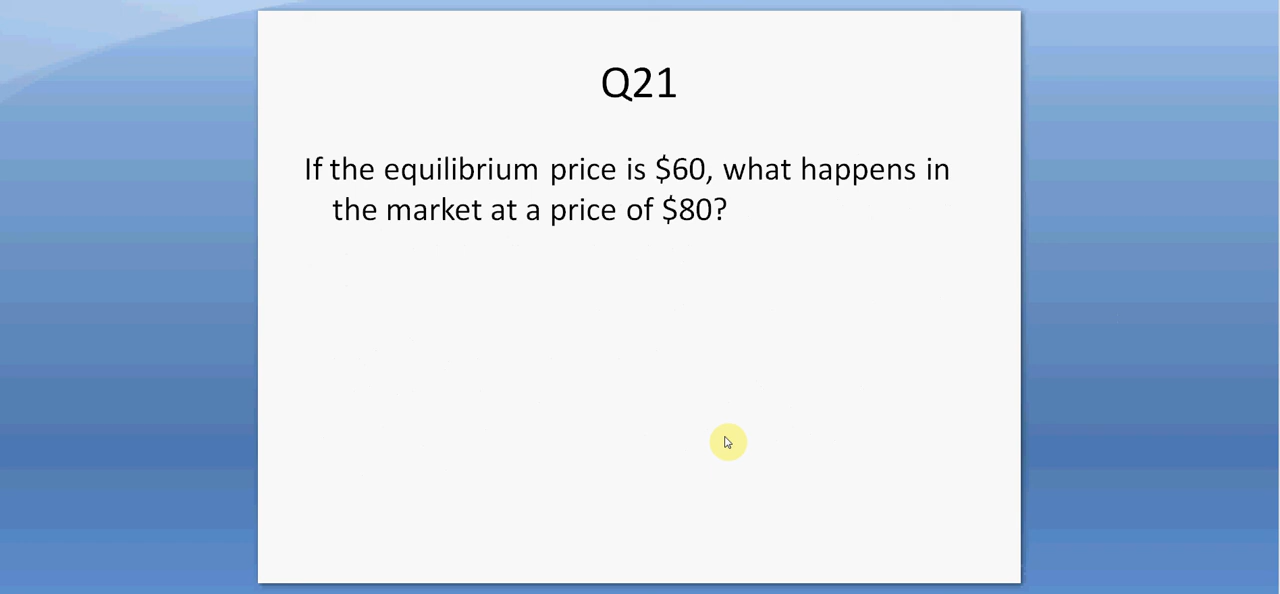 Q21
If the equilibrium price is $60, what happens in
the market at a price of $80?